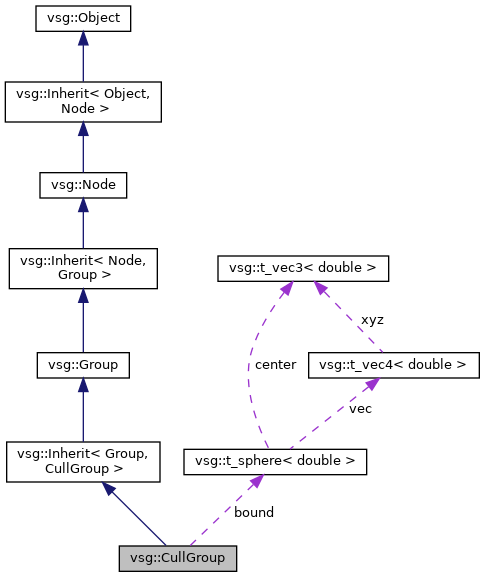 vsg::Object
vsg::Inherit< Object,
Node >
vsg::Node
vsg::Inherit< Node,
Group >
vsg::t_vec3< double >
xyz
center
vsg::Group
vsg::t_vec4< double >
vec
vsg::Inherit< Group,
CullGroup >
vsg::t_sphere< double >
bound
vsg::CullGroup